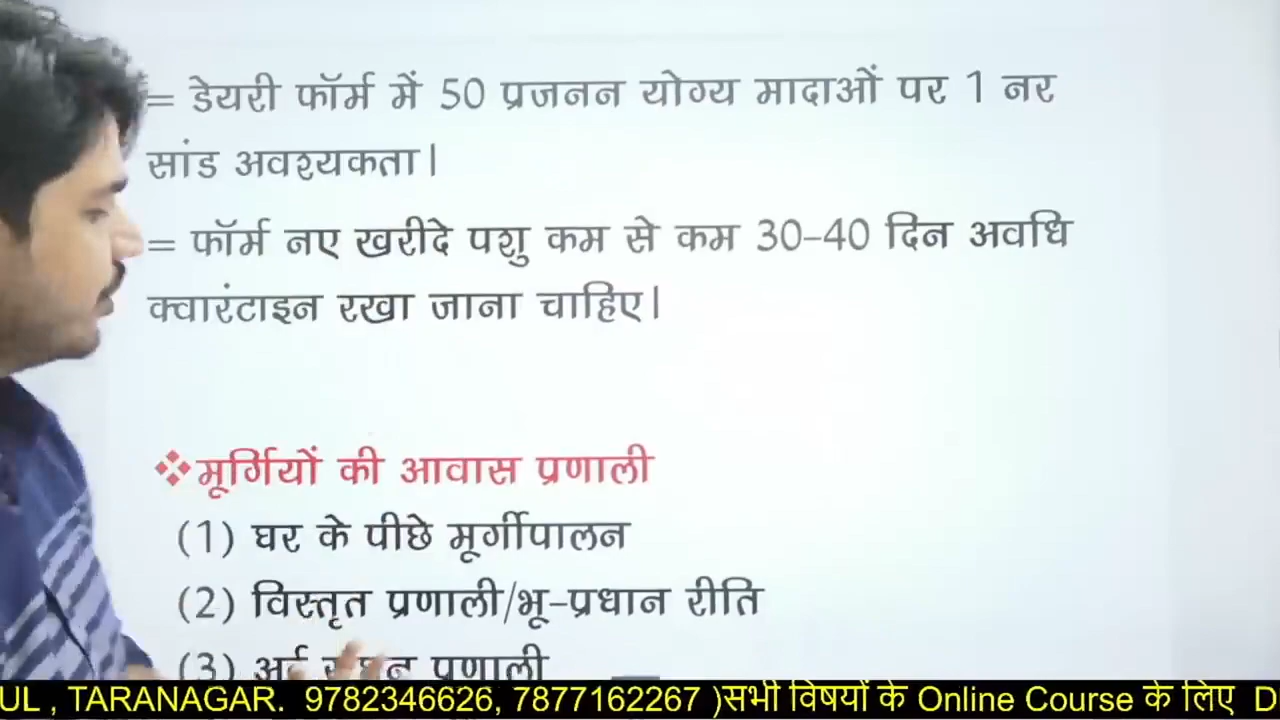 = डेयरी फॉर्म में 50 प्रजनन योग्य मादाओं पर 1 नर
सांड अवश्यकता।
= फॉर्म नए खरीदे पशु कम से कम 30-40 दिन अवधि
क्वारंटाइन रखा जाना चाहिए।
❖मूर्गियों की आवास प्रणाली
(1) घर के पीछे मूर्गीपालन
(2) विस्तृत प्रणाली/भू-प्रधान रीति
(3) प्रणाली
UL , TARANAGAR. 9782346626, 7877162267 )सभी विषयों के Online Course के लिए D